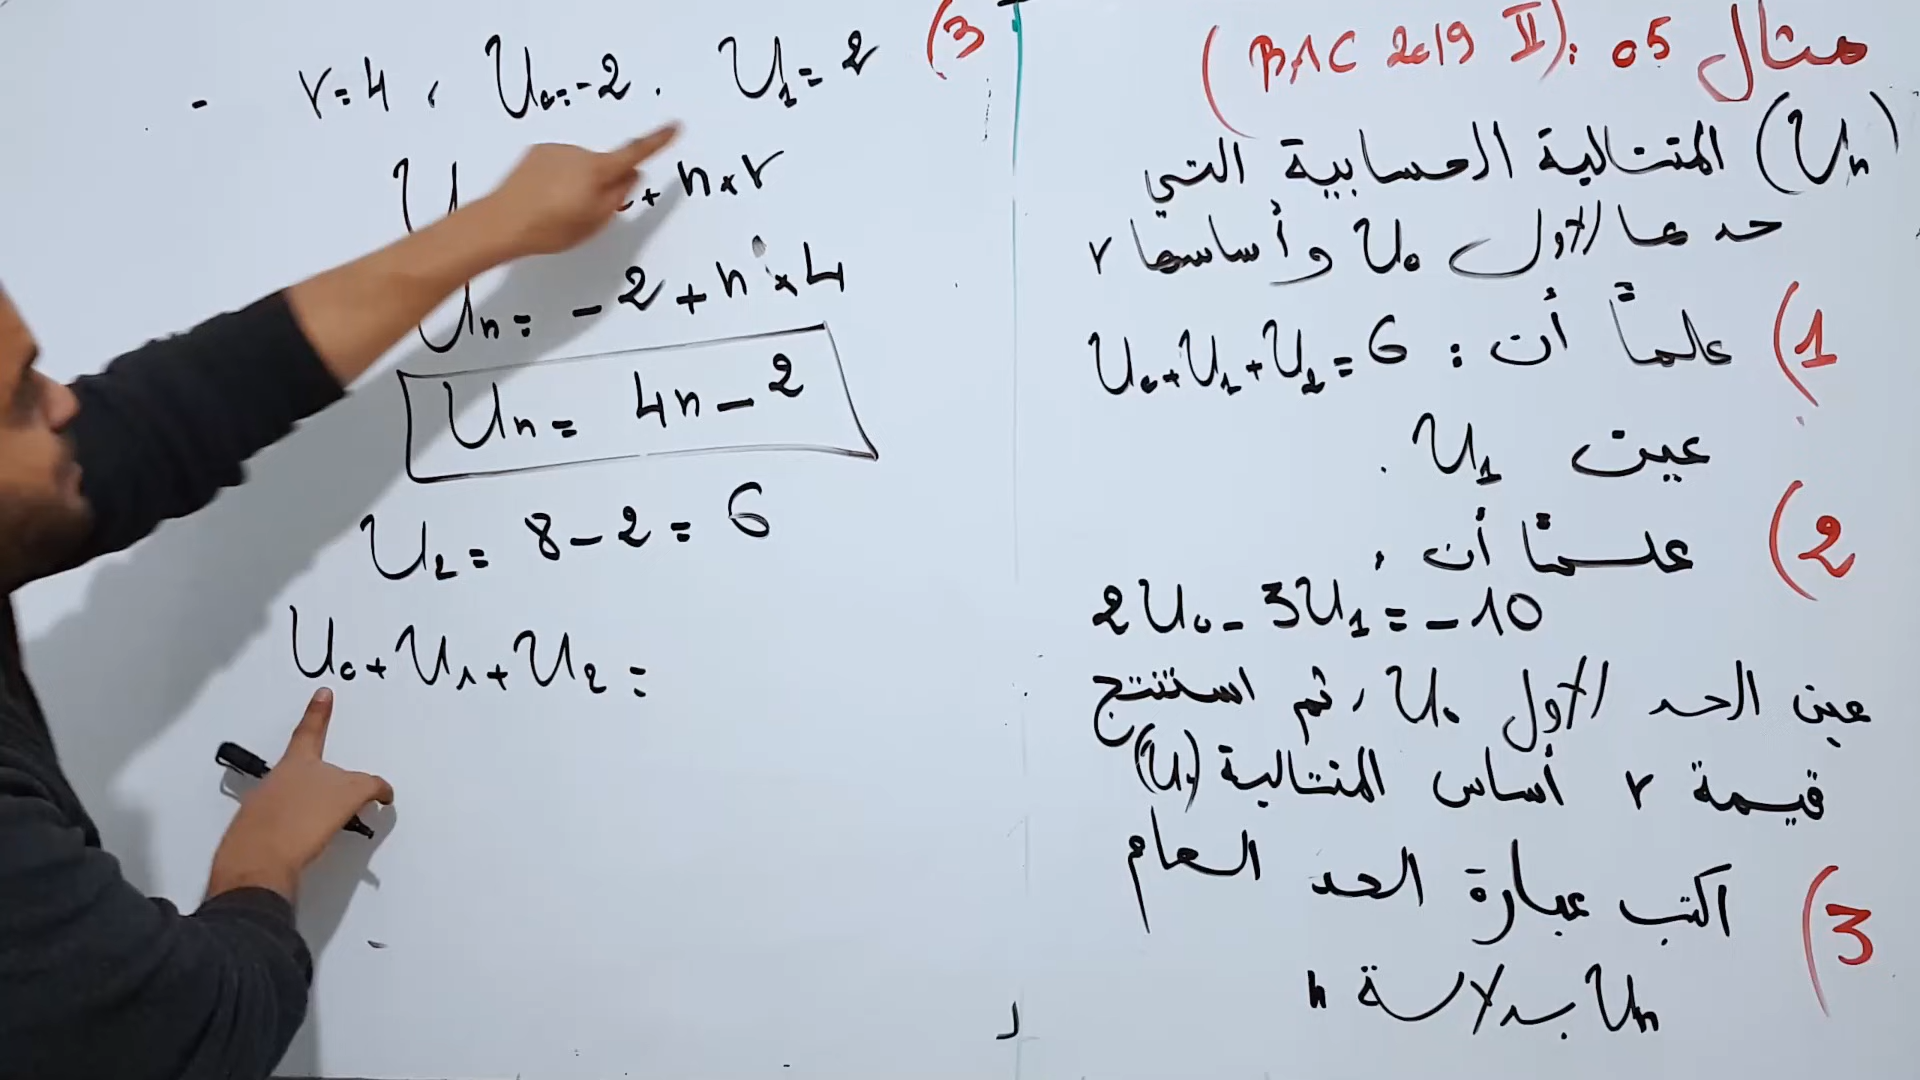 مثال 05 : (BAC 2019 II)
(Un) المتتالية الحسابية التي
حدها الأول U₀ وأساسها r
1) علماً أن : U₀+U₁+U₂=6
عين U₁ .
2) علماً أن :
2U₀-3U₁=-10
عين الحد الأول U₀ ، ثم استنتج
قيمة r أساس المتتالية
3) اكتب عبارة الحد العام
Un بدلالة n
3) U₁=2 . U₀=-2 , r=4
U + n×r
Un= -2+n×4
Un= 4n-2
U₂= 8-2= 6
U₀+U₁+U₂=